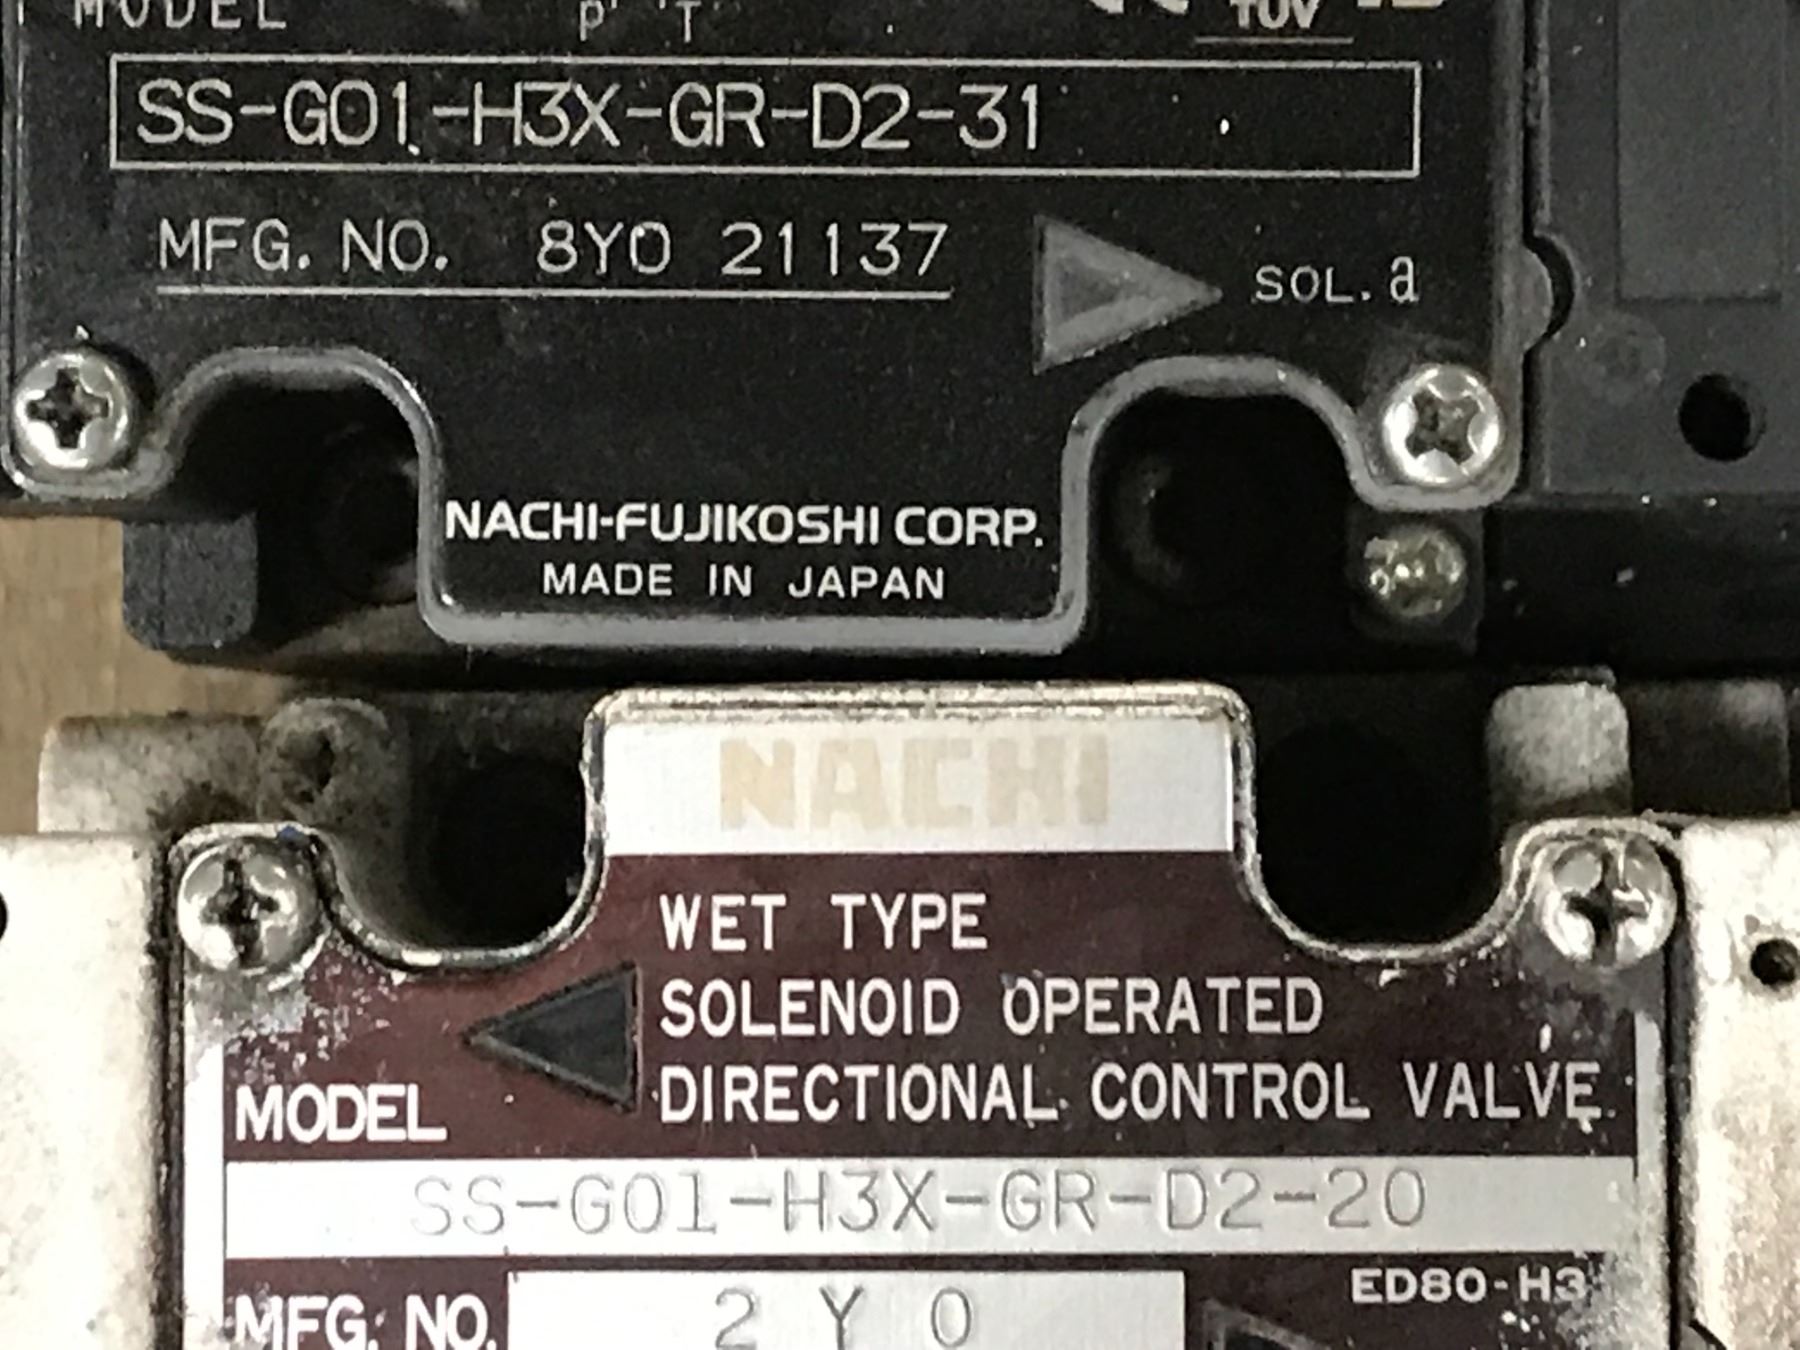 MODEL P T TÜV
SS-G01-H3X-GR-D2-31
MFG. NO. 8Y0 21137
SOL. a
NACHI-FUJIKOSHI CORP.
MADE IN JAPAN
NACHI
WET TYPE
SOLENOID OPERATED
DIRECTIONAL CONTROL VALVE
MODEL
SS-G01-H3X-GR-D2-20
ED80-H3
MFG. NO. 2 Y 0